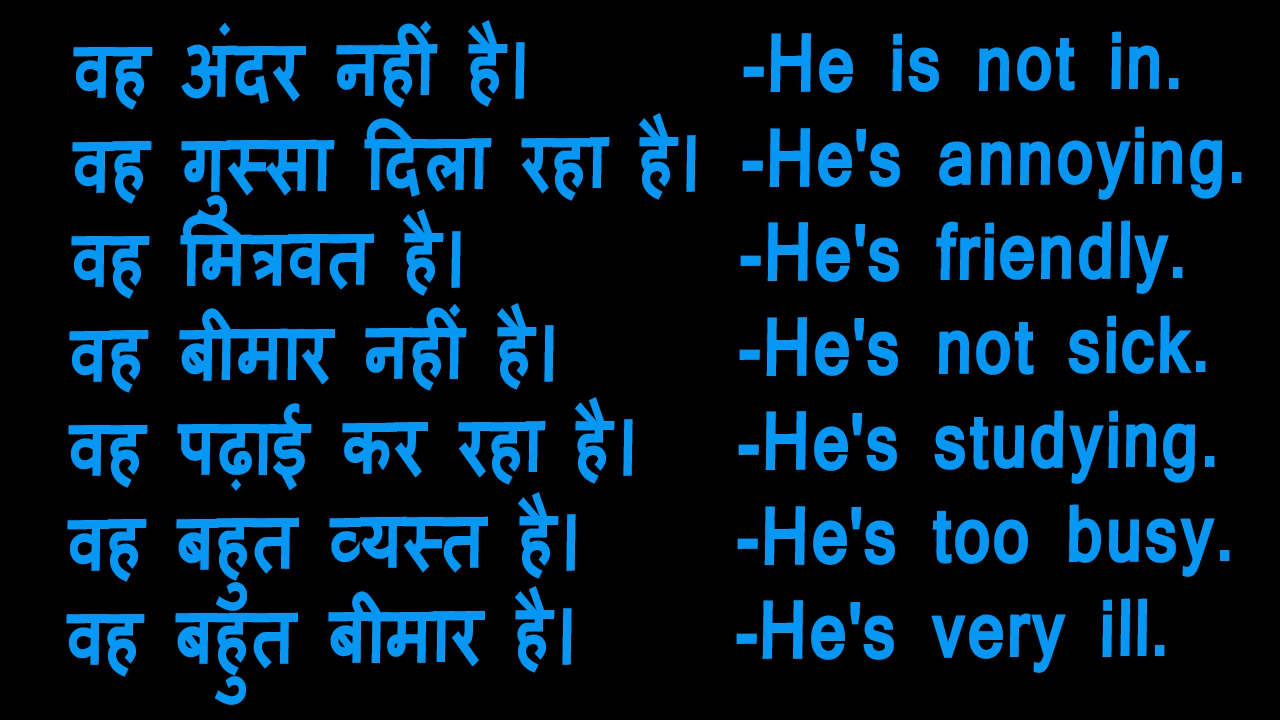 वह अंदर नहीं है। -He is not in.
वह गुस्सा दिला रहा है। -He's annoying.
वह मित्रवत है। -He's friendly.
वह बीमार नहीं है। -He's not sick.
वह पढ़ाई कर रहा है। -He's studying.
वह बहुत व्यस्त है। -He's too busy.
वह बहुत बीमार है। -He's very ill.